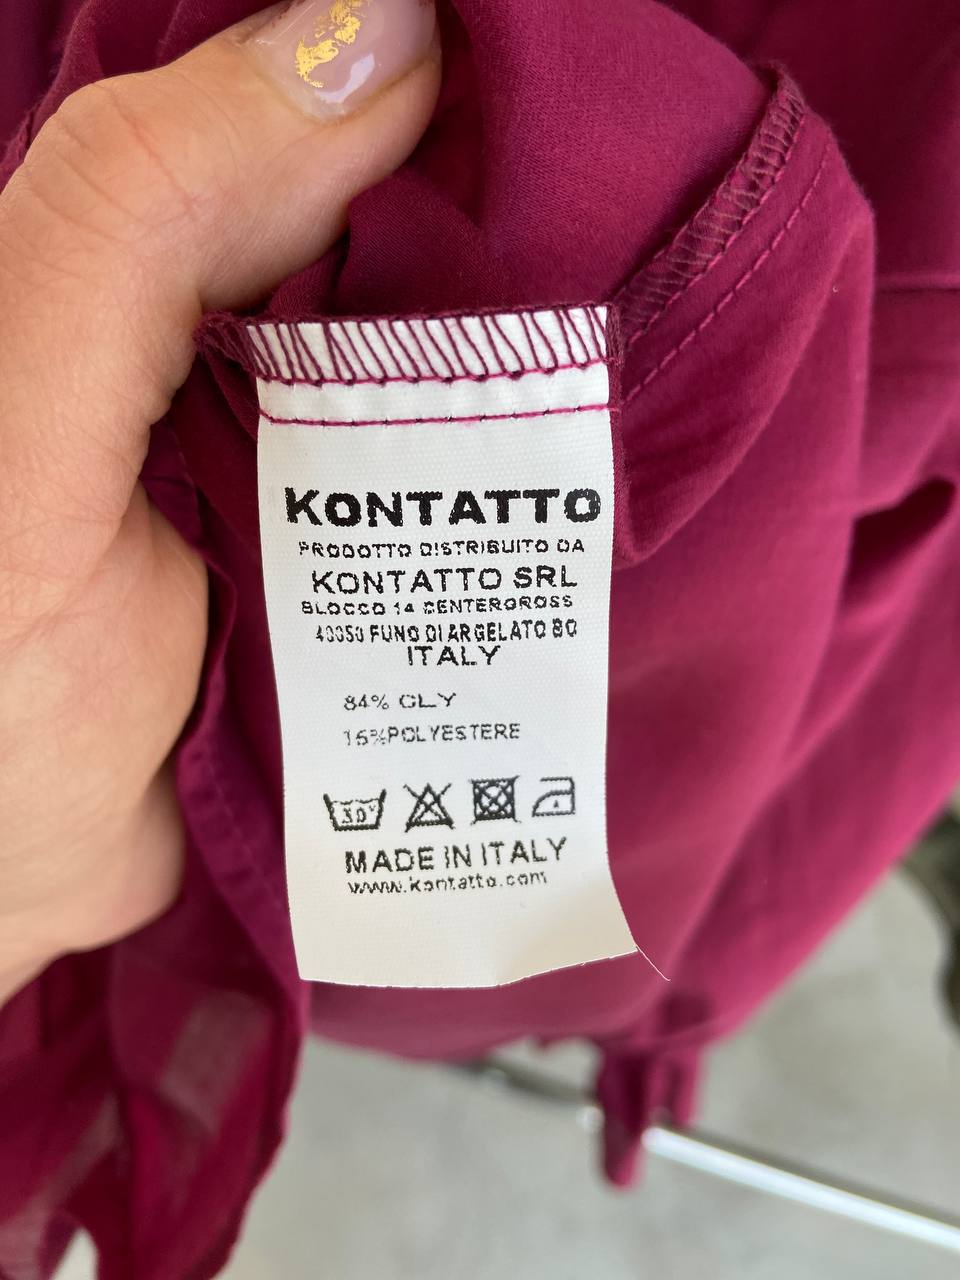 KONTATTO
PRODOTTO DISTRIBUITO DA
KONTATTO SRL
BLOCCO 14 CENTERGROSS
40050 FUNO DI ARGELATO BO
ITALY
84% CLY
16%POLYESTERE
30°
MADE IN ITALY
www.kontatto.com